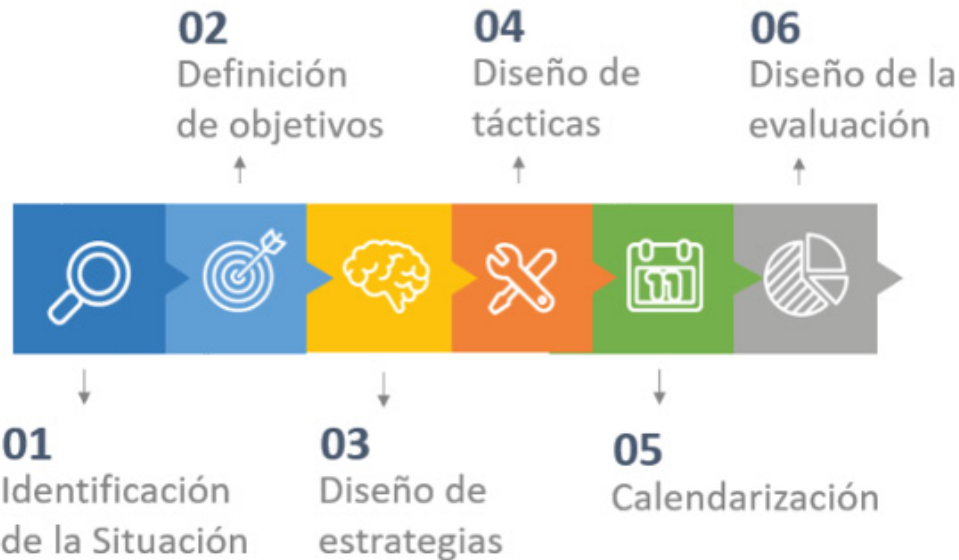 02
Definición
de objetivos
04
Diseño de
tácticas
06
Diseño de la
evaluación
11
01
Identificación
de la Situación
03
Diseño de
estrategias
05
Calendarización